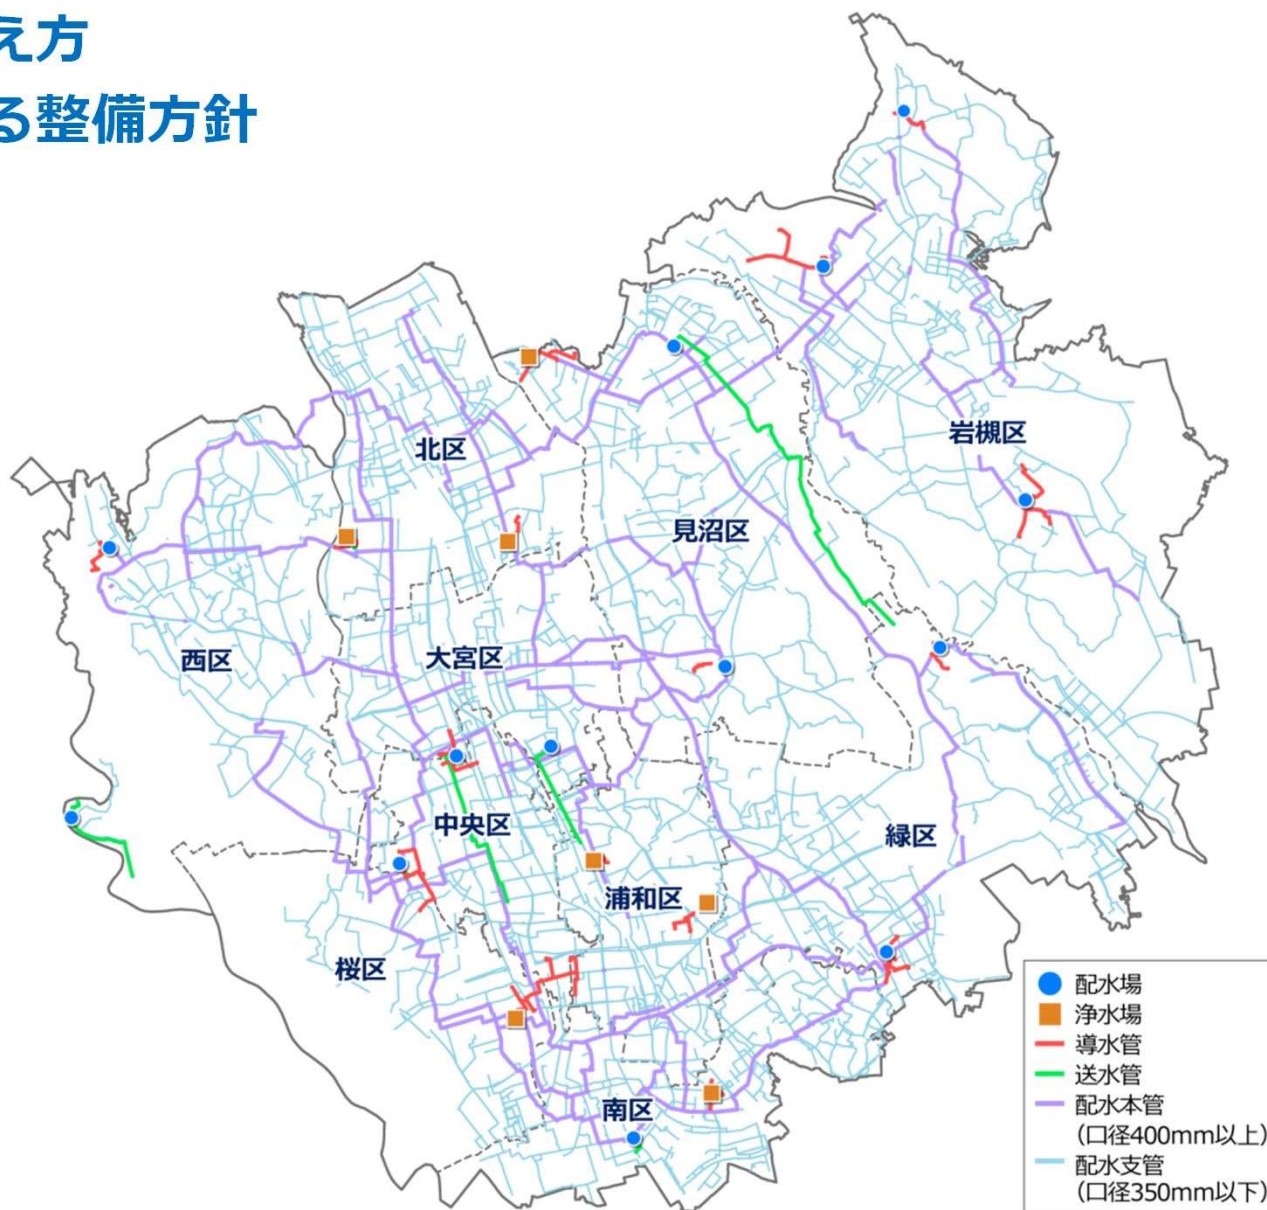 え方
る整備方針
岩槻区
北区
見沼区
西区
大宮区
中央区
緑区
浦和区
桜区
南区
配水場
浄水場
導水管
送水管
配水本管
(口径400mm以上)
配水支管
(口径350mm以下)